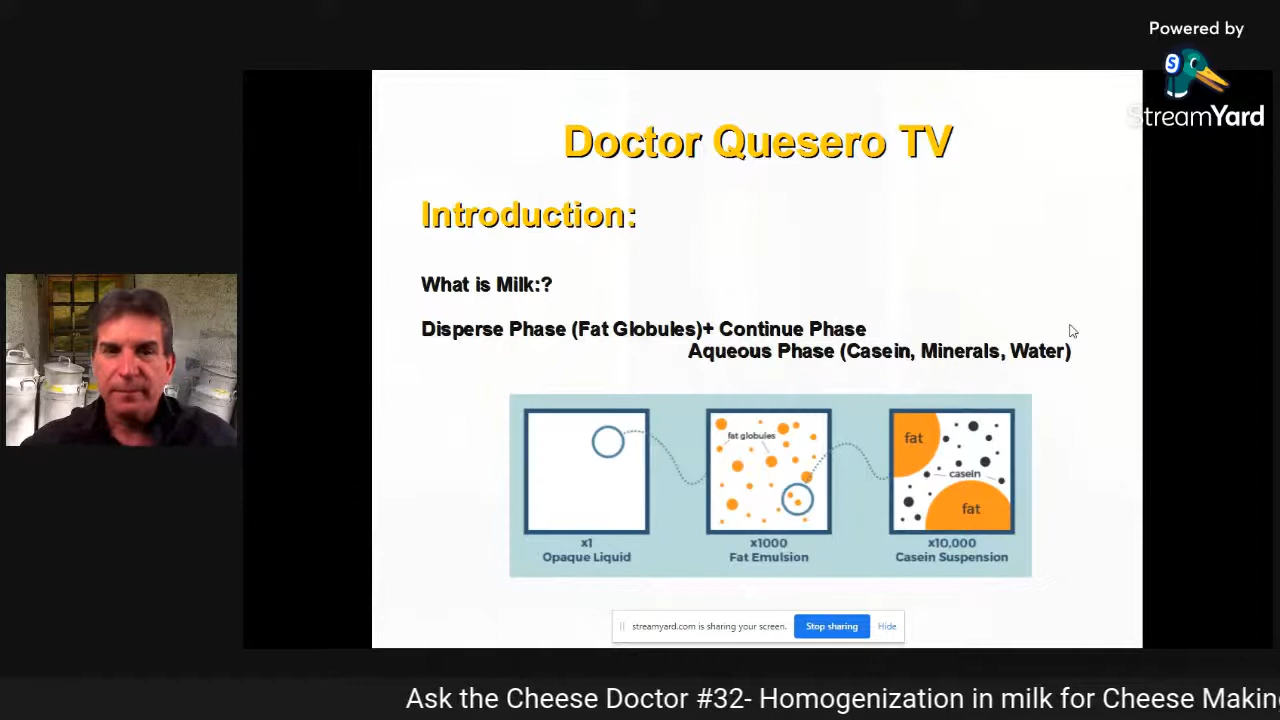 Powered by
S
StreamYard
Doctor Quesero TV
Introduction:
What is Milk:?
Disperse Phase (Fat Globules)+ Continue Phase
Aqueous Phase (Casein, Minerals, Water)
fat globules
fat
casein
fat
x1
Opaque Liquid
x1000
Fat Emulsion
x10,000
Casein Suspension
streamyard.com is sharing your screen.
Stop sharing
Hide
Ask the Cheese Doctor #32- Homogenization in milk for Cheese Making